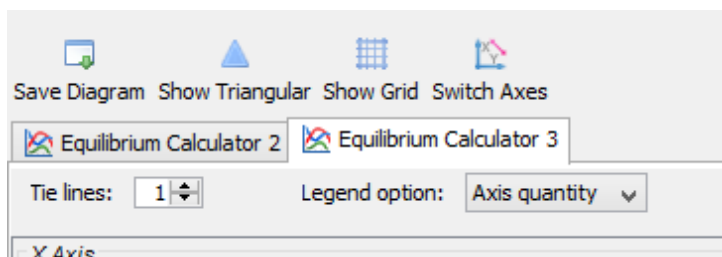 Save Diagram Show Triangular Show Grid Switch Axes
Equilibrium Calculator 2 Equilibrium Calculator 3
Tie lines: 1 Legend option: Axis quantity
X Axis